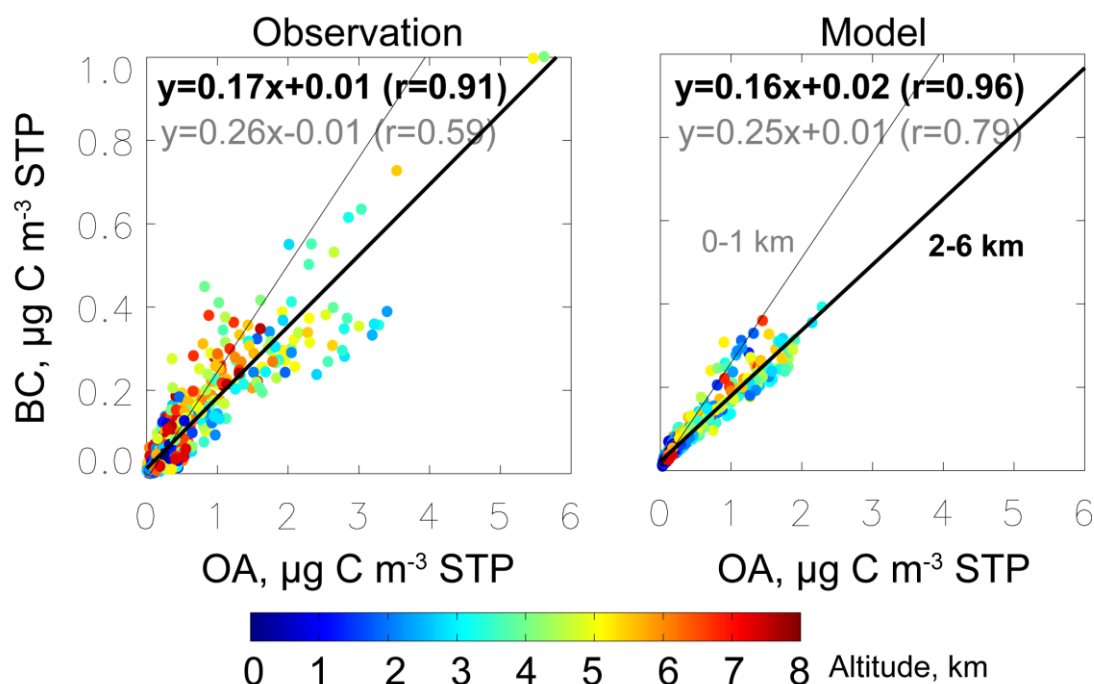 Observation
Model
y=0.17x+0.01 (r=0.91)
y=0.26x-0.01 (r=0.59)
y=0.16x+0.02 (r=0.96)
y=0.25x+0.01 (r=0.79)
0-1 km
2-6 km
BC, µg C m⁻³ STP
1.0
0.8
0.6
0.4
0.2
0.0
0 1 2 3 4 5 6
0 1 2 3 4 5 6
OA, µg C m⁻³ STP
OA, µg C m⁻³ STP
0 1 2 3 4 5 6 7 8 Altitude, km